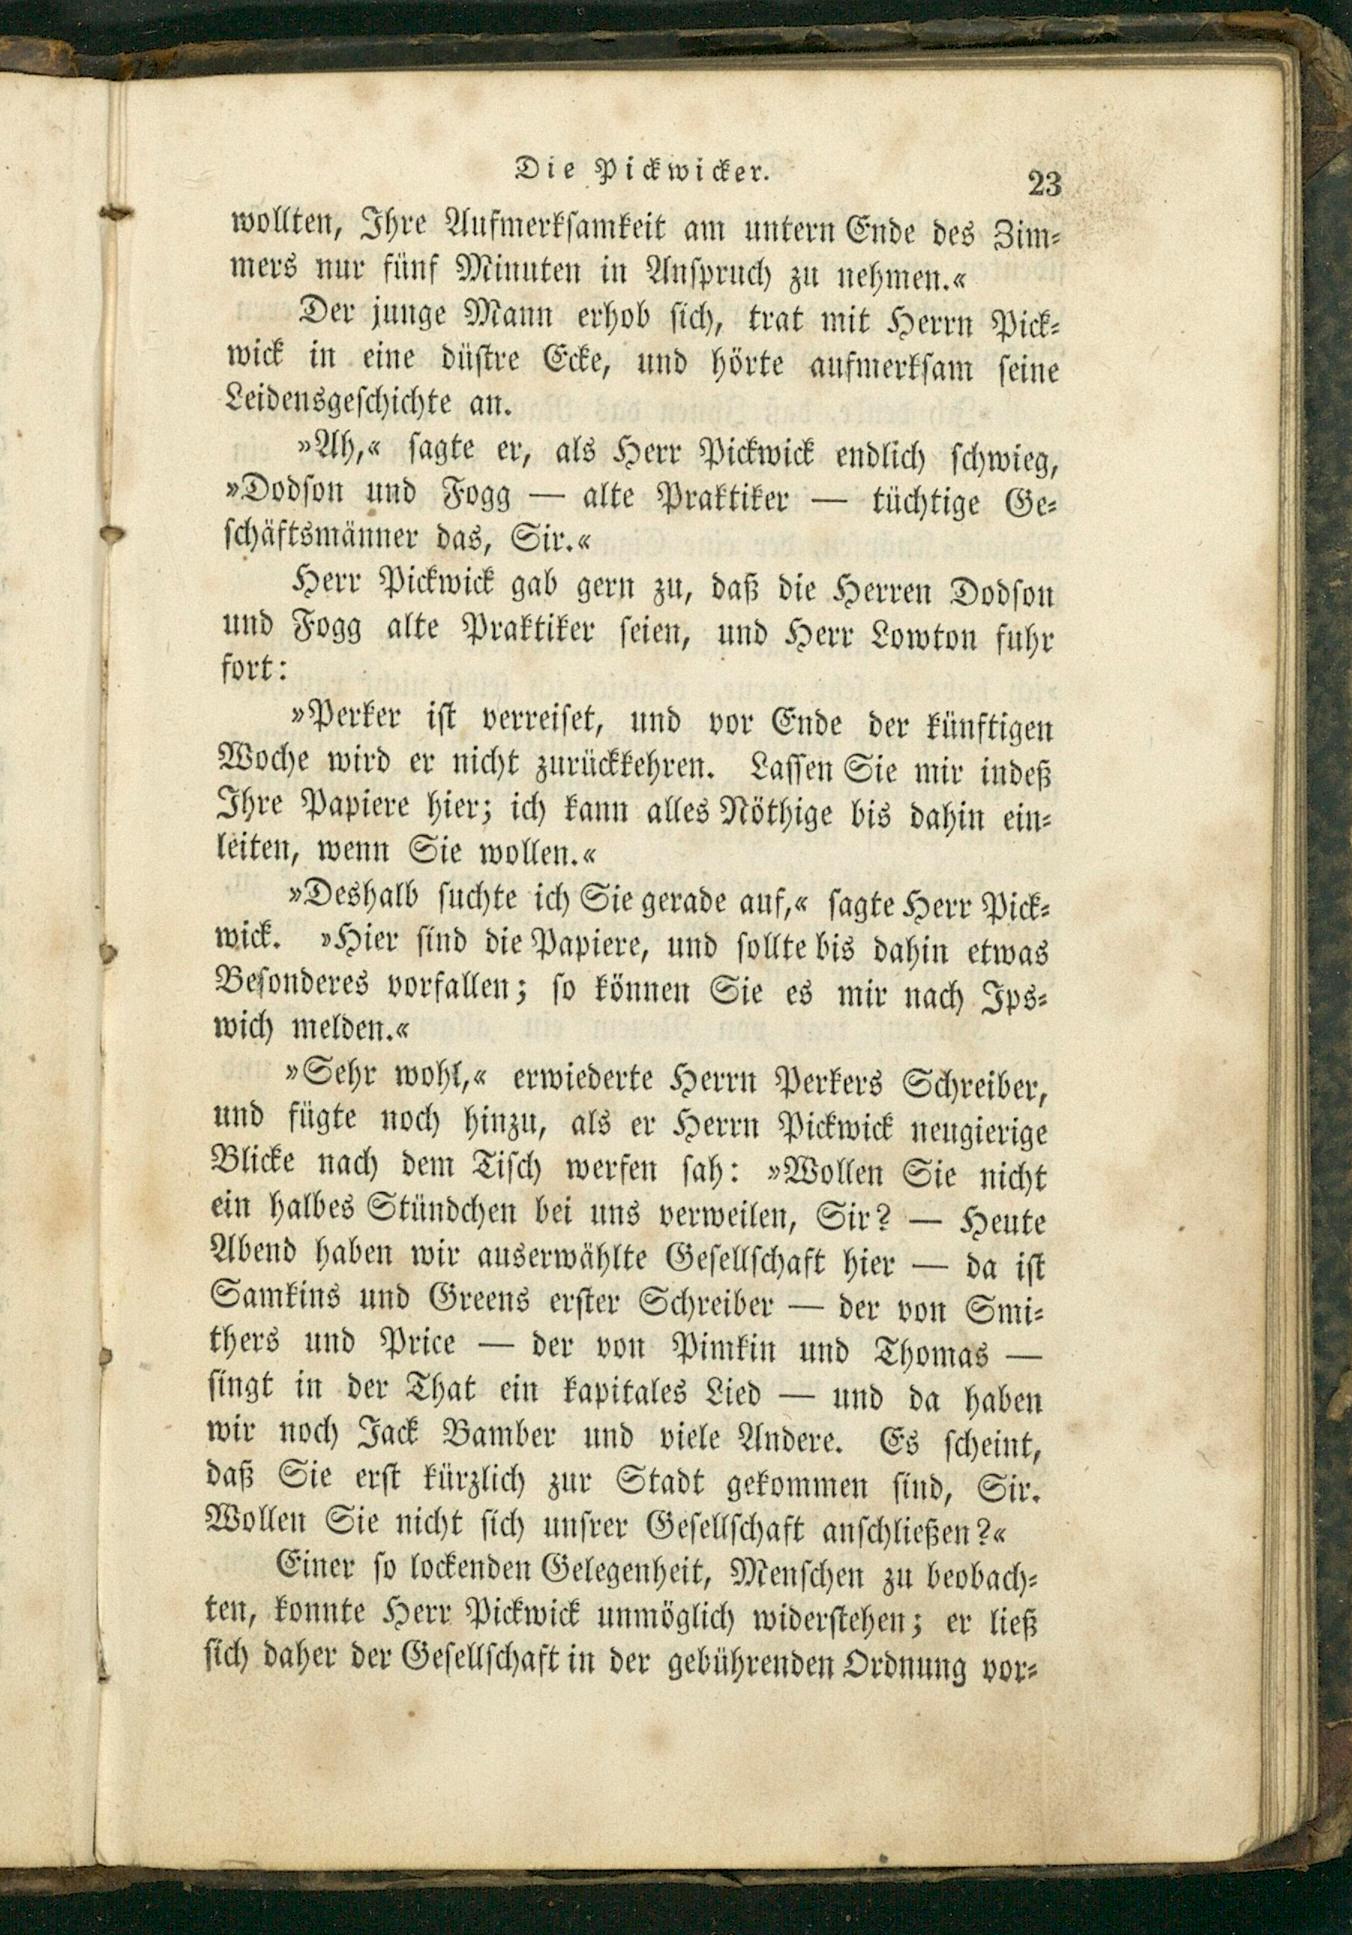 Die Pickwicker.
23
wollten, Ihre Aufmerksamkeit am untern Ende des Zim-
mers nur fünf Minuten in Anspruch zu nehmen.«
Der junge Mann erhob sich, trat mit Herrn Pick-
wick in eine düstre Ecke, und hörte aufmerksam seine
Leidensgeschichte an.
»Ah,« sagte er, als Herr Pickwick endlich schwieg,
»Dodson und Fogg — alte Praktiker — tüchtige Ge-
schäftsmänner das, Sir.«
Herr Pickwick gab gern zu, daß die Herren Dodson
und Fogg alte Praktiker seien, und Herr Lowton fuhr
fort:
»Perker ist verreiset, und vor Ende der künftigen
Woche wird er nicht zurückkehren. Lassen Sie mir indeß
Ihre Papiere hier; ich kann alles Nöthige bis dahin ein-
leiten, wenn Sie wollen.«
»Deshalb suchte ich Sie gerade auf,« sagte Herr Pick-
wick. »Hier sind die Papiere, und sollte bis dahin etwas
Besonderes vorfallen; so können Sie es mir nach Ips-
wich melden.«
»Sehr wohl,« erwiederte Herrn Perkers Schreiber,
und fügte noch hinzu, als er Herrn Pickwick neugierige
Blicke nach dem Tisch werfen sah: »Wollen Sie nicht
ein halbes Stündchen bei uns verweilen, Sir? — Heute
Abend haben wir auserwählte Gesellschaft hier — da ist
Samkins und Greens erster Schreiber — der von Smi-
thers und Price — der von Pimkin und Thomas —
singt in der That ein kapitales Lied — und da haben
wir noch Jack Bamber und viele Andere. Es scheint,
daß Sie erst kürzlich zur Stadt gekommen sind, Sir.
Wollen Sie nicht sich unsrer Gesellschaft anschließen?«
Einer so lockenden Gelegenheit, Menschen zu beobach-
ten, konnte Herr Pickwick unmöglich widerstehen; er ließ
sich daher der Gesellschaft in der gebührenden Ordnung vor-